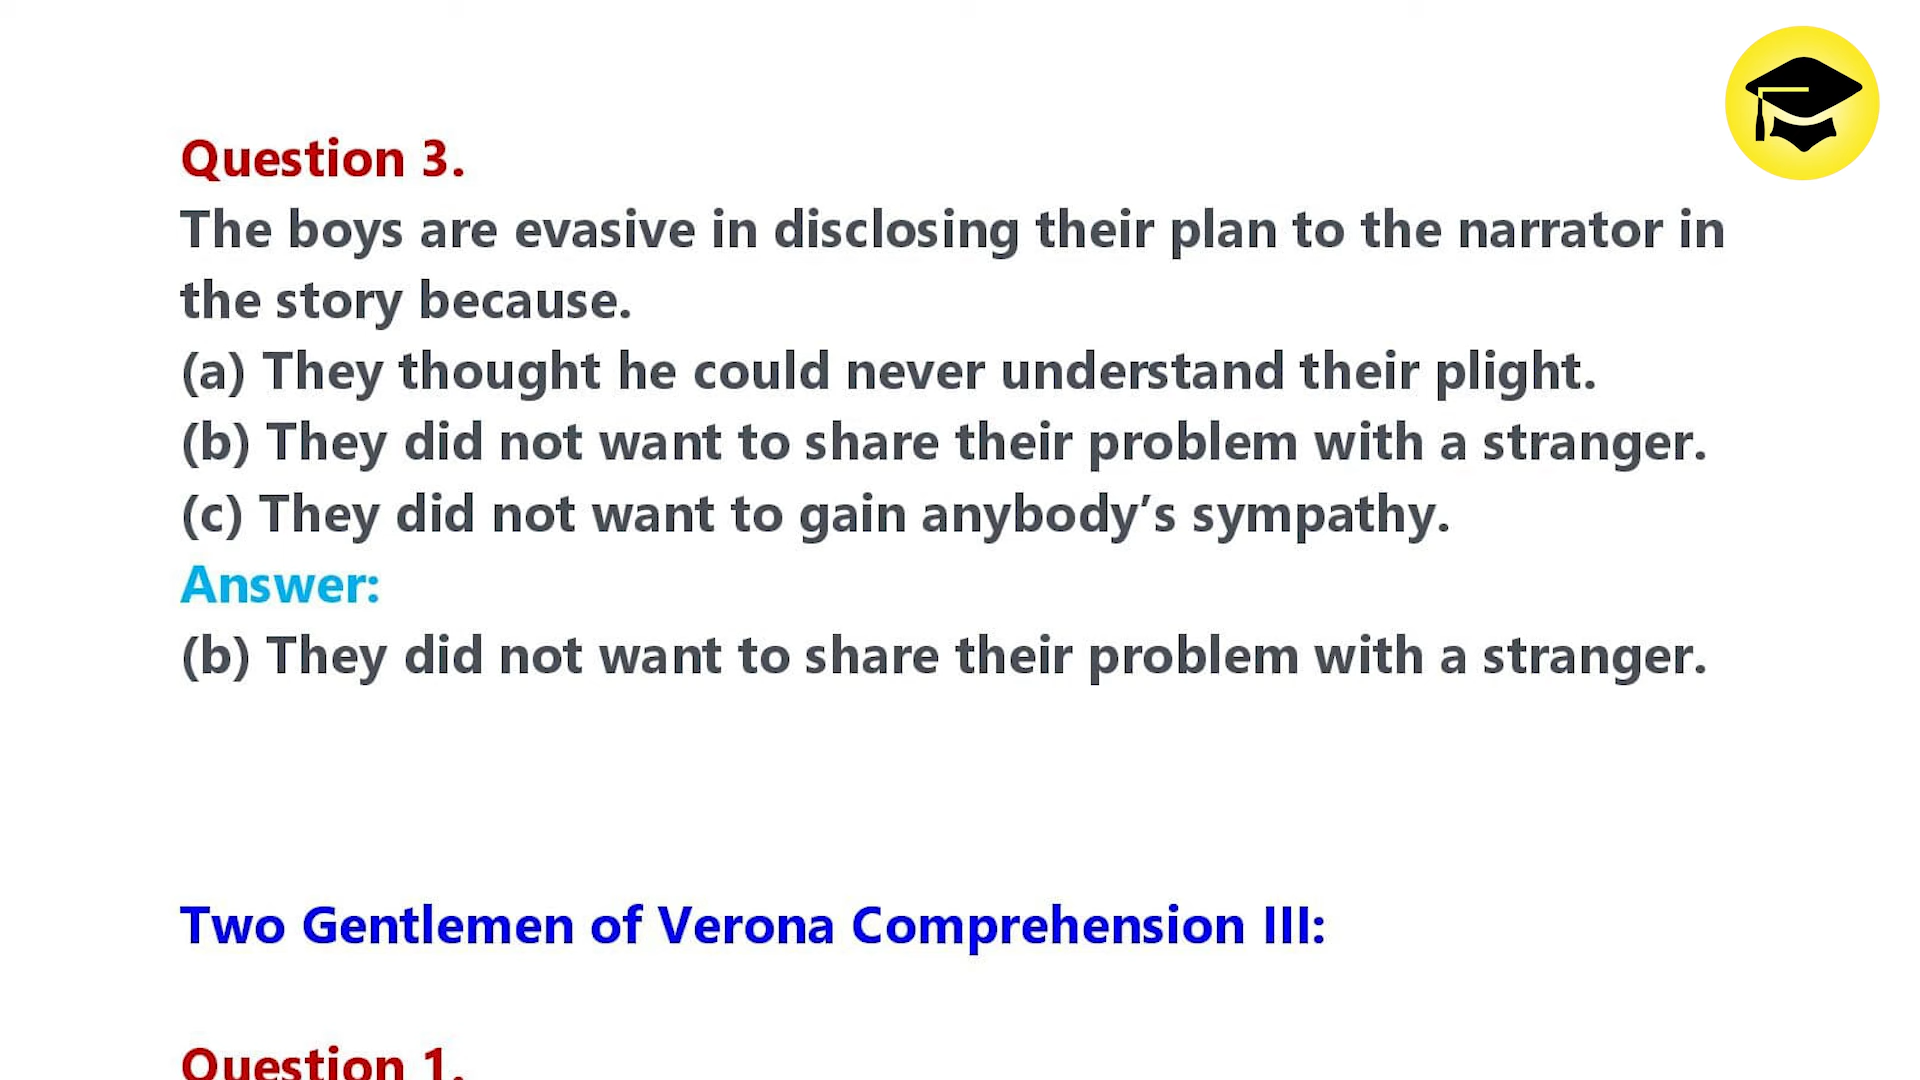 Question 3.
The boys are evasive in disclosing their plan to the narrator in
the story because.
(a) They thought he could never understand their plight.
(b) They did not want to share their problem with a stranger.
(c) They did not want to gain anybody’s sympathy.
Answer:
(b) They did not want to share their problem with a stranger.
Two Gentlemen of Verona Comprehension III:
Question 1.